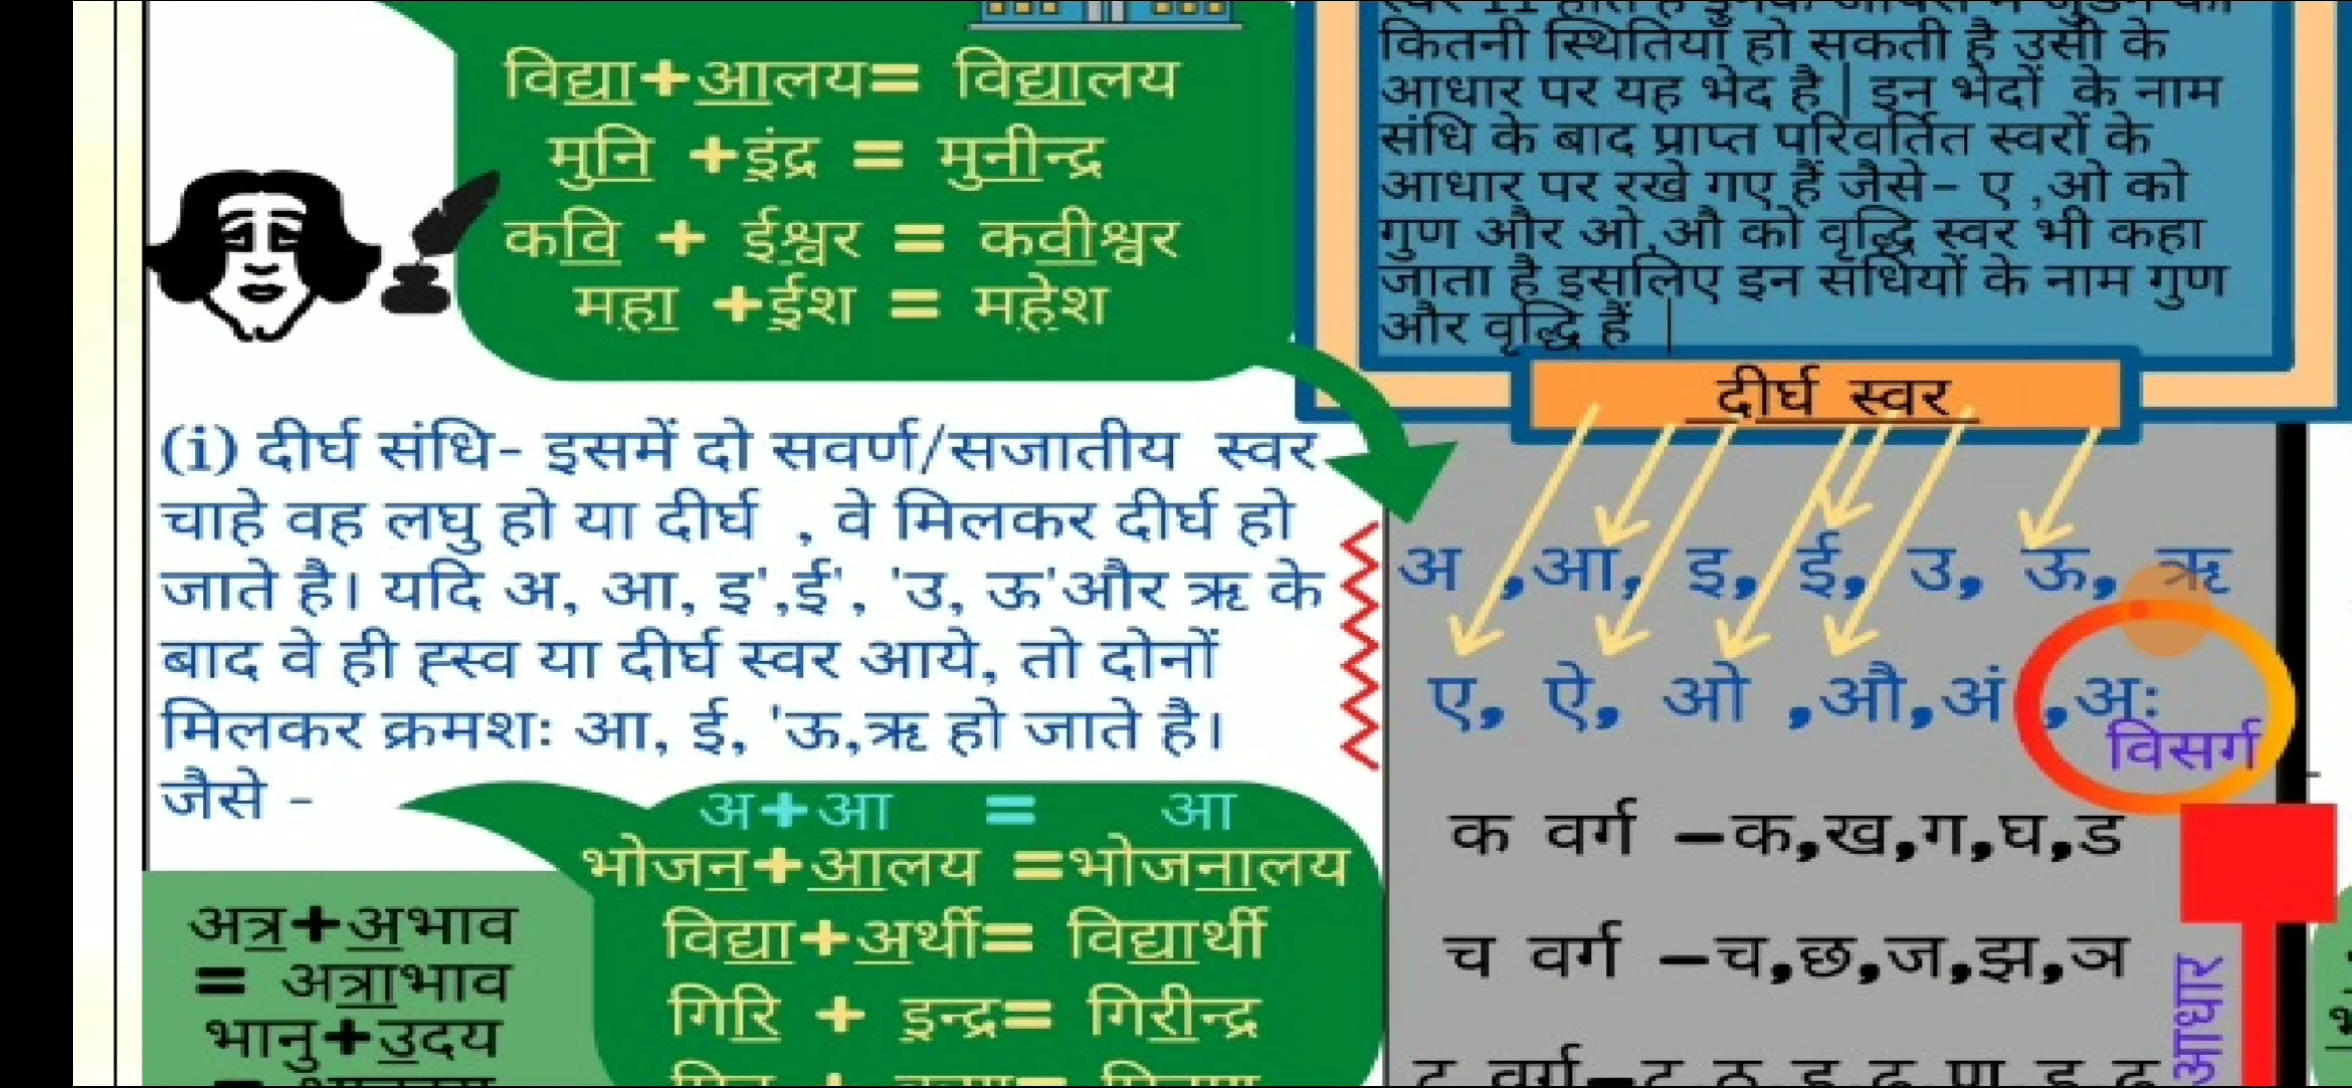 विद्या+आलय= विद्यालय
मुनि +इंद्र = मुनीन्द्र
कवि + ईश्वर = कवीश्वर
महा +ईश = महेश
कितनी स्थितियाँ हो सकती है उसी के
आधार पर यह भेद है | इन भेदों के नाम
संधि के बाद प्राप्त परिवर्तित स्वरों के
आधार पर रखे गए हैं जैसे- ए ,ओ को
गुण और ओ,औ को वृद्धि स्वर भी कहा
जाता है इसलिए इन संधियों के नाम गुण
और वृद्धि हैं |
(i) दीर्घ संधि- इसमें दो सवर्ण/सजातीय स्वर
चाहे वह लघु हो या दीर्घ , वे मिलकर दीर्घ हो
जाते है। यदि अ, आ, इ',ई', 'उ, ऊ'और ऋ के
बाद वे ही ह्स्व या दीर्घ स्वर आये, तो दोनों
मिलकर क्रमशः आ, ई, 'ऊ,ऋ हो जाते है।
जैसे -
अ+आ = आ
भोजन+आलय =भोजनालय
विद्या+अर्थी= विद्यार्थी
गिरि + इन्द्र= गिरीन्द्र
अत्र+अभाव
= अत्राभाव
भानु+उदय
दीर्घ स्वर
अ ,आ, इ, ई, उ, ऊ, ऋ
ए, ऐ, ओ ,औ,अं ,अः
विसर्ग
क वर्ग –क,ख,ग,घ,ड
च वर्ग –च,छ,ज,झ,ञ
आधार